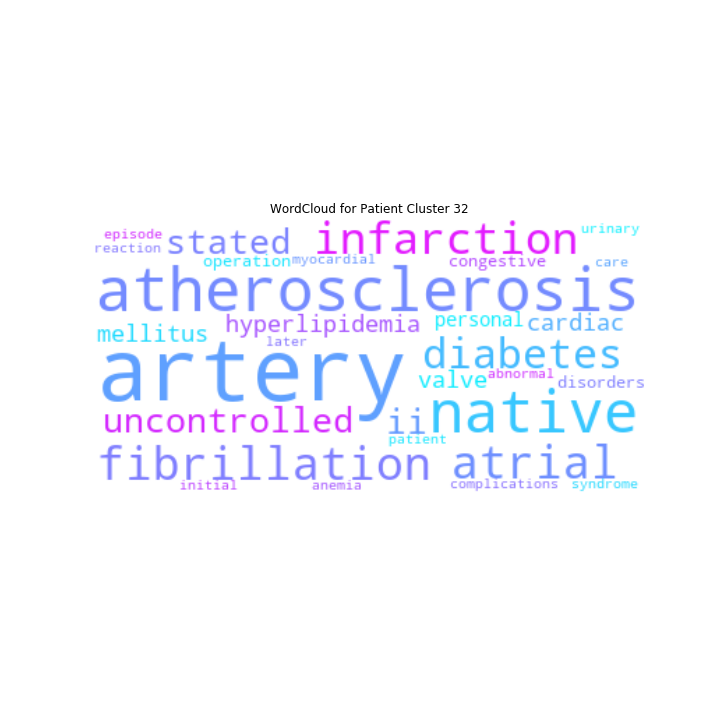 WordCloud for Patient Cluster 32
episode
stated
infarction
urinary
reaction
operation
myocardial
congestive
care
atherosclerosis
hyperlipidemia
personal
cardiac
mellitus
later
artery
diabetes
valve
abnormal
disorders
uncontrolled
ii
native
patient
fibrillation
atrial
initial
anemia
complications
syndrome